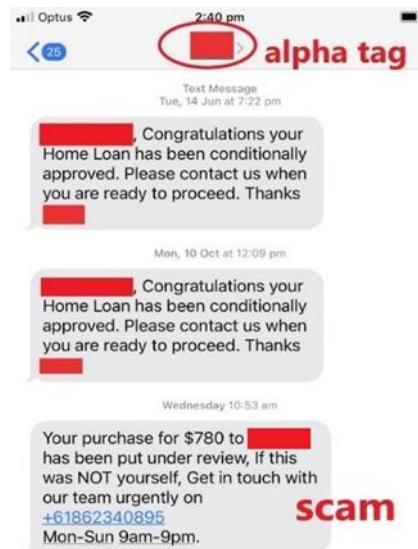 Optus
2:40 pm
25
alpha tag
Text Message
Tue, 14 Jun at 7:22 pm
, Congratulations your
Home Loan has been conditionally
approved. Please contact us when
you are ready to proceed. Thanks
Mon, 10 Oct at 12:09 pm
, Congratulations your
Home Loan has been conditionally
approved. Please contact us when
you are ready to proceed. Thanks
Wednesday 10:53 am
Your purchase for $780 to
has been put under review, If this
was NOT yourself, Get in touch with
our team urgently on
+61862340895
Mon-Sun 9am-9pm.
scam